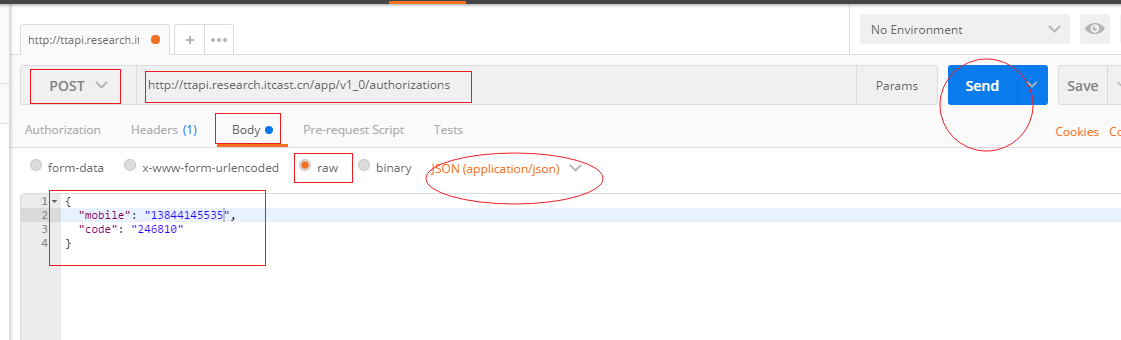 http://ttapi.research.it
+
•••
No Environment
POST
http://ttapi.research.itcast.cn/app/v1_0/authorizations
Params
Send
Save
Authorization
Headers (1)
Body
Pre-request Script
Tests
Cookies
Co
form-data
x-www-form-urlencoded
raw
binary
JSON (application/json)
1 {
2 "mobile": "13844145535",
3 "code": "246810"
4 }